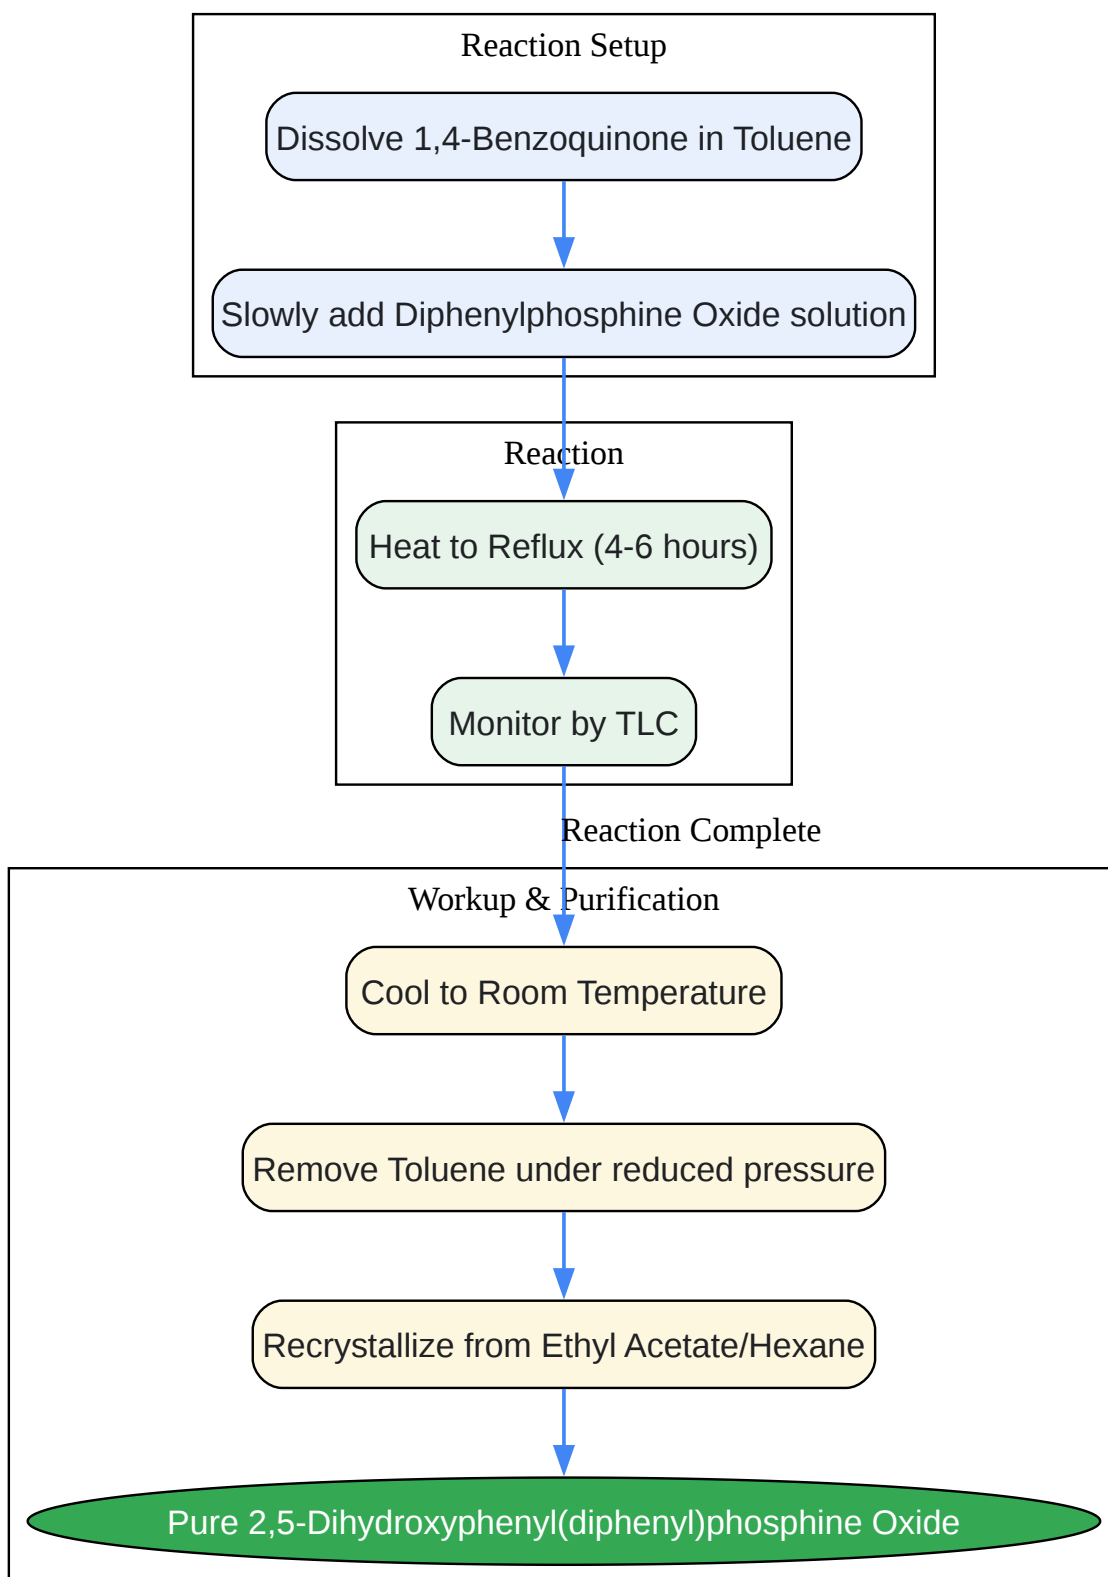 Reaction Setup
Dissolve 1,4-Benzoquinone in Toluene
Slowly add Diphenylphosphine Oxide solution
Reaction
Heat to Reflux (4-6 hours)
Monitor by TLC
Reaction Complete
Workup & Purification
Cool to Room Temperature
Remove Toluene under reduced pressure
Recrystallize from Ethyl Acetate/Hexane
Pure 2,5-Dihydroxyphenyl(diphenyl)phosphine Oxide